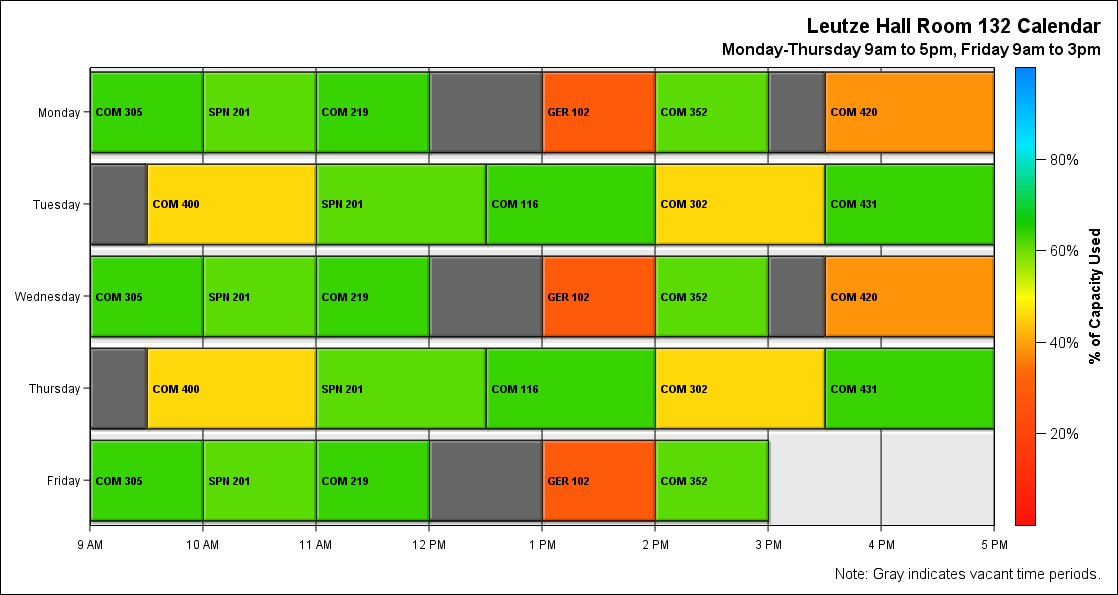 Leutze Hall Room 132 Calendar
Monday-Thursday 9am to 5pm, Friday 9am to 3pm
Monday
COM 305
SPN 201
COM 219
GER 102
COM 352
COM 420
Tuesday
COM 400
SPN 201
COM 116
COM 302
COM 431
Wednesday
COM 305
SPN 201
COM 219
GER 102
COM 352
COM 420
Thursday
COM 400
SPN 201
COM 116
COM 302
COM 431
Friday
COM 305
SPN 201
COM 219
GER 102
COM 352
9 AM
10 AM
11 AM
12 PM
1 PM
2 PM
3 PM
4 PM
5 PM
80%
60%
40%
20%
% of Capacity Used
Note: Gray indicates vacant time periods.